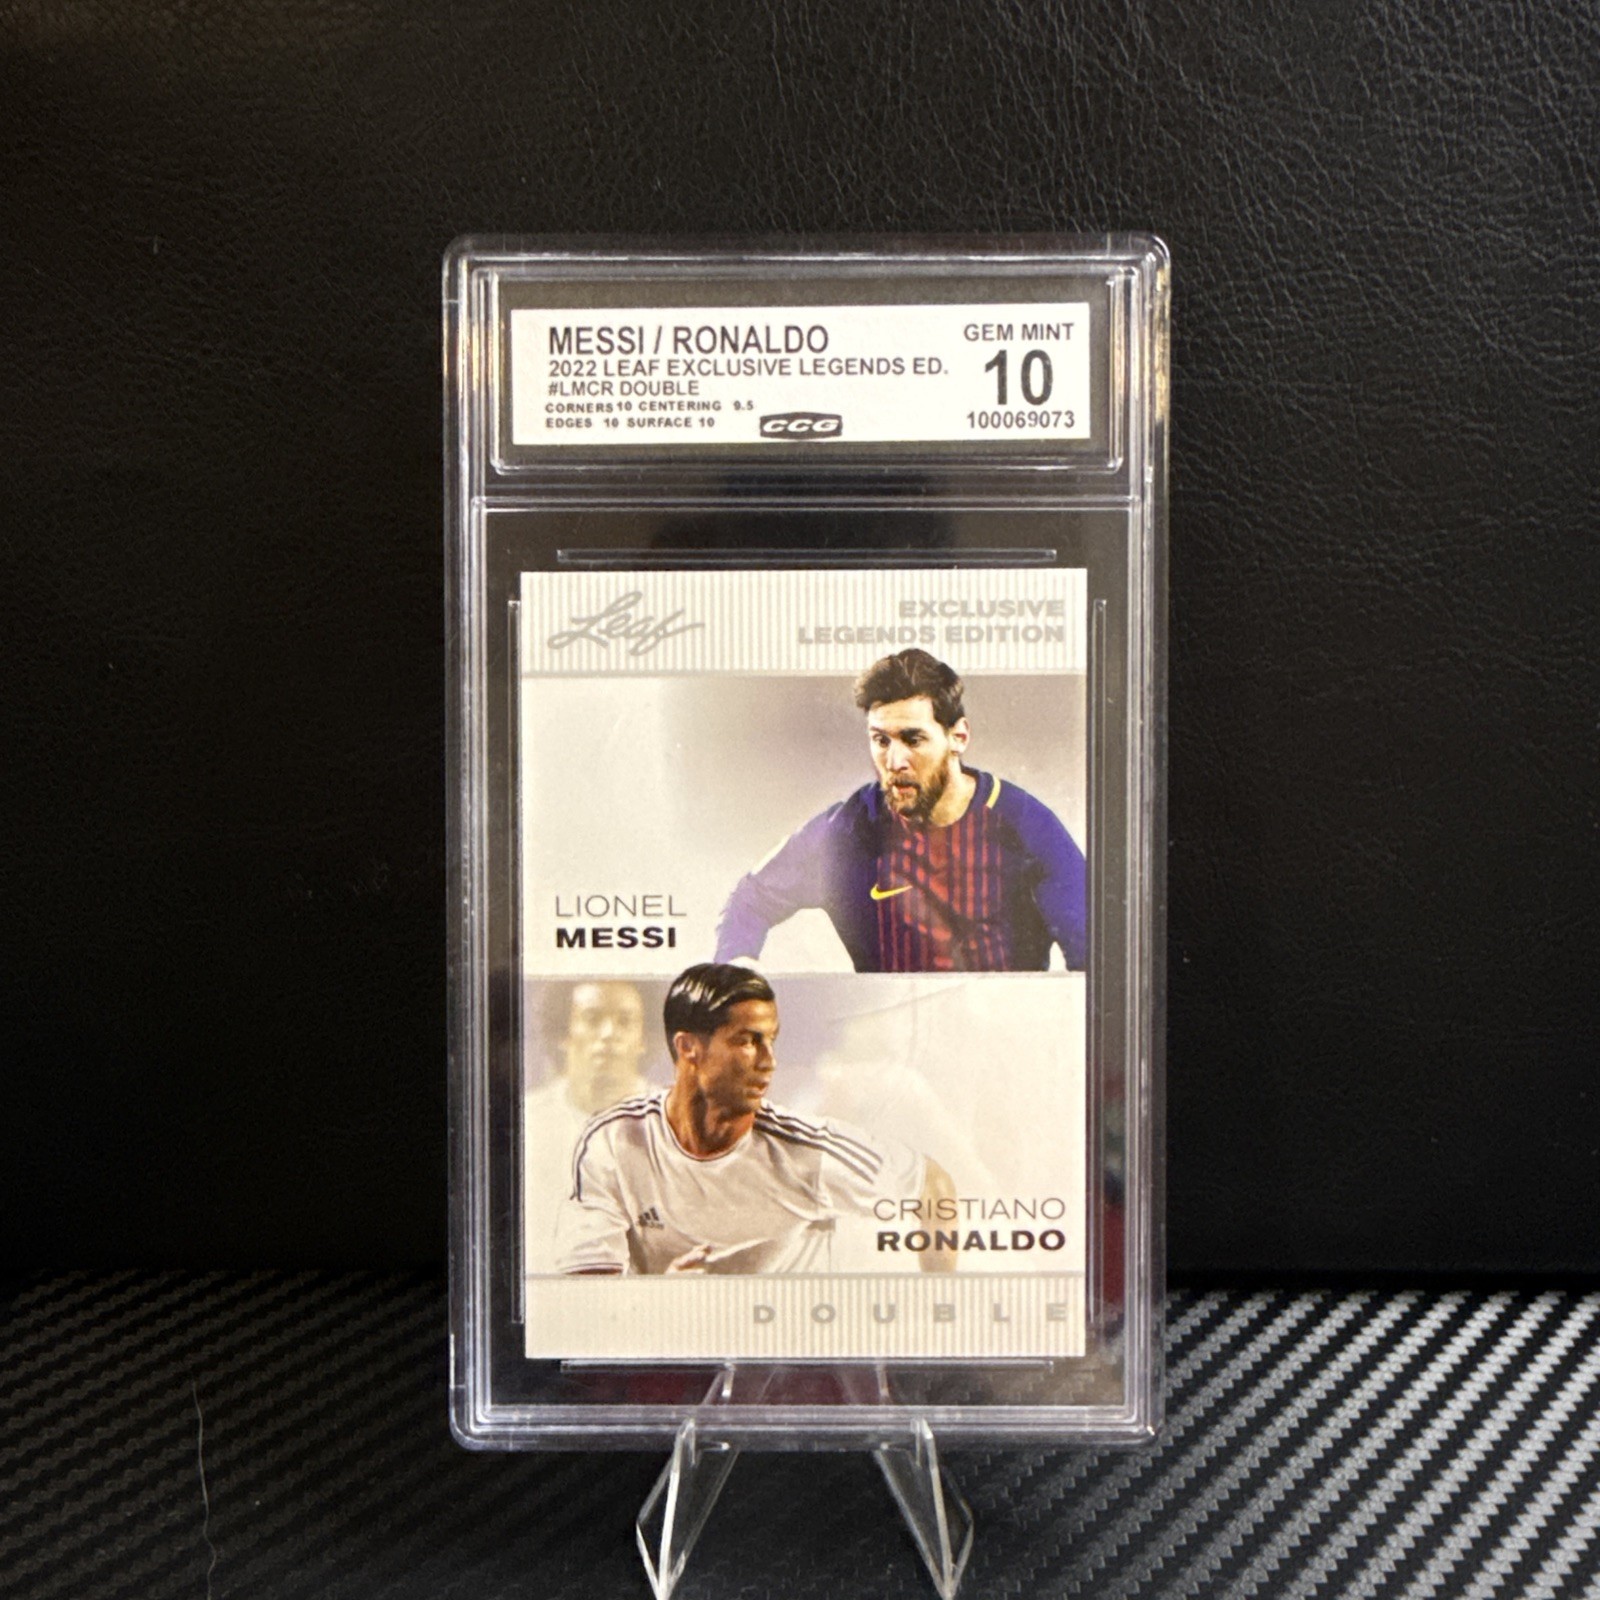 MESSI / RONALDO
2022 LEAF EXCLUSIVE LEGENDS ED.
#LMCR DOUBLE
CORNERS 10 CENTERING 9.5
EDGES 10 SURFACE 10
CCG
GEM MINT
10
100069073
Leaf
EXCLUSIVE
LEGENDS EDITION
LIONEL
MESSI
adidas
CRISTIANO
RONALDO
DOUBLE